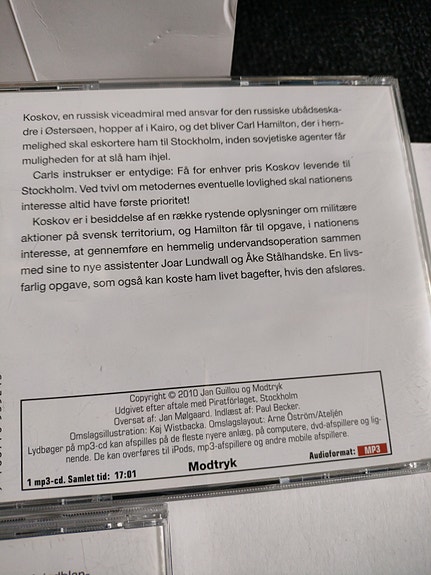 Koskov, en russisk viceadmiral med ansvar for den russiske ubådseska-
dre i Østersøen, hopper af i Kairo, og det bliver Carl Hamilton, der i hem-
melighed skal eskortere ham til Stockholm, inden sovjetiske agenter får
muligheden for at slå ham ihjel.
Carls instrukser er entydige: Få for enhver pris Koskov levende til
Stockholm. Ved tvivl om metodernes eventuelle lovlighed skal nationens
interesse altid have første prioritet!
Koskov er i besiddelse af en række rystende oplysninger om militære
aktioner på svensk territorium, og Hamilton får til opgave, i nationens
interesse, at gennemføre en hemmelig undervandsoperation sammen
med sine to nye assistenter Joar Lundwall og Åke Stålhandske. En livs-
farlig opgave, som også kan koste ham livet bagefter, hvis den afsløres.
Copyright © 2010 Jan Guillou og Modtryk
Udgivet efter aftale med Piratförlaget, Stockholm
Oversat af: Jan Mølgaard. Indlæst af: Paul Becker.
Omslagsillustration: Kaj Wistbacka. Omslagslayout: Arne Öström/Ateljén
Lydbøger på mp3-cd kan afspilles på de fleste nyere anlæg, på computere, dvd-afspillere og lig-
nende. De kan overføres til iPods, mp3-afspillere og andre mobile afspillere.
1 mp3-cd. Samlet tid: 17:01
Modtryk
Audioformat: MP3